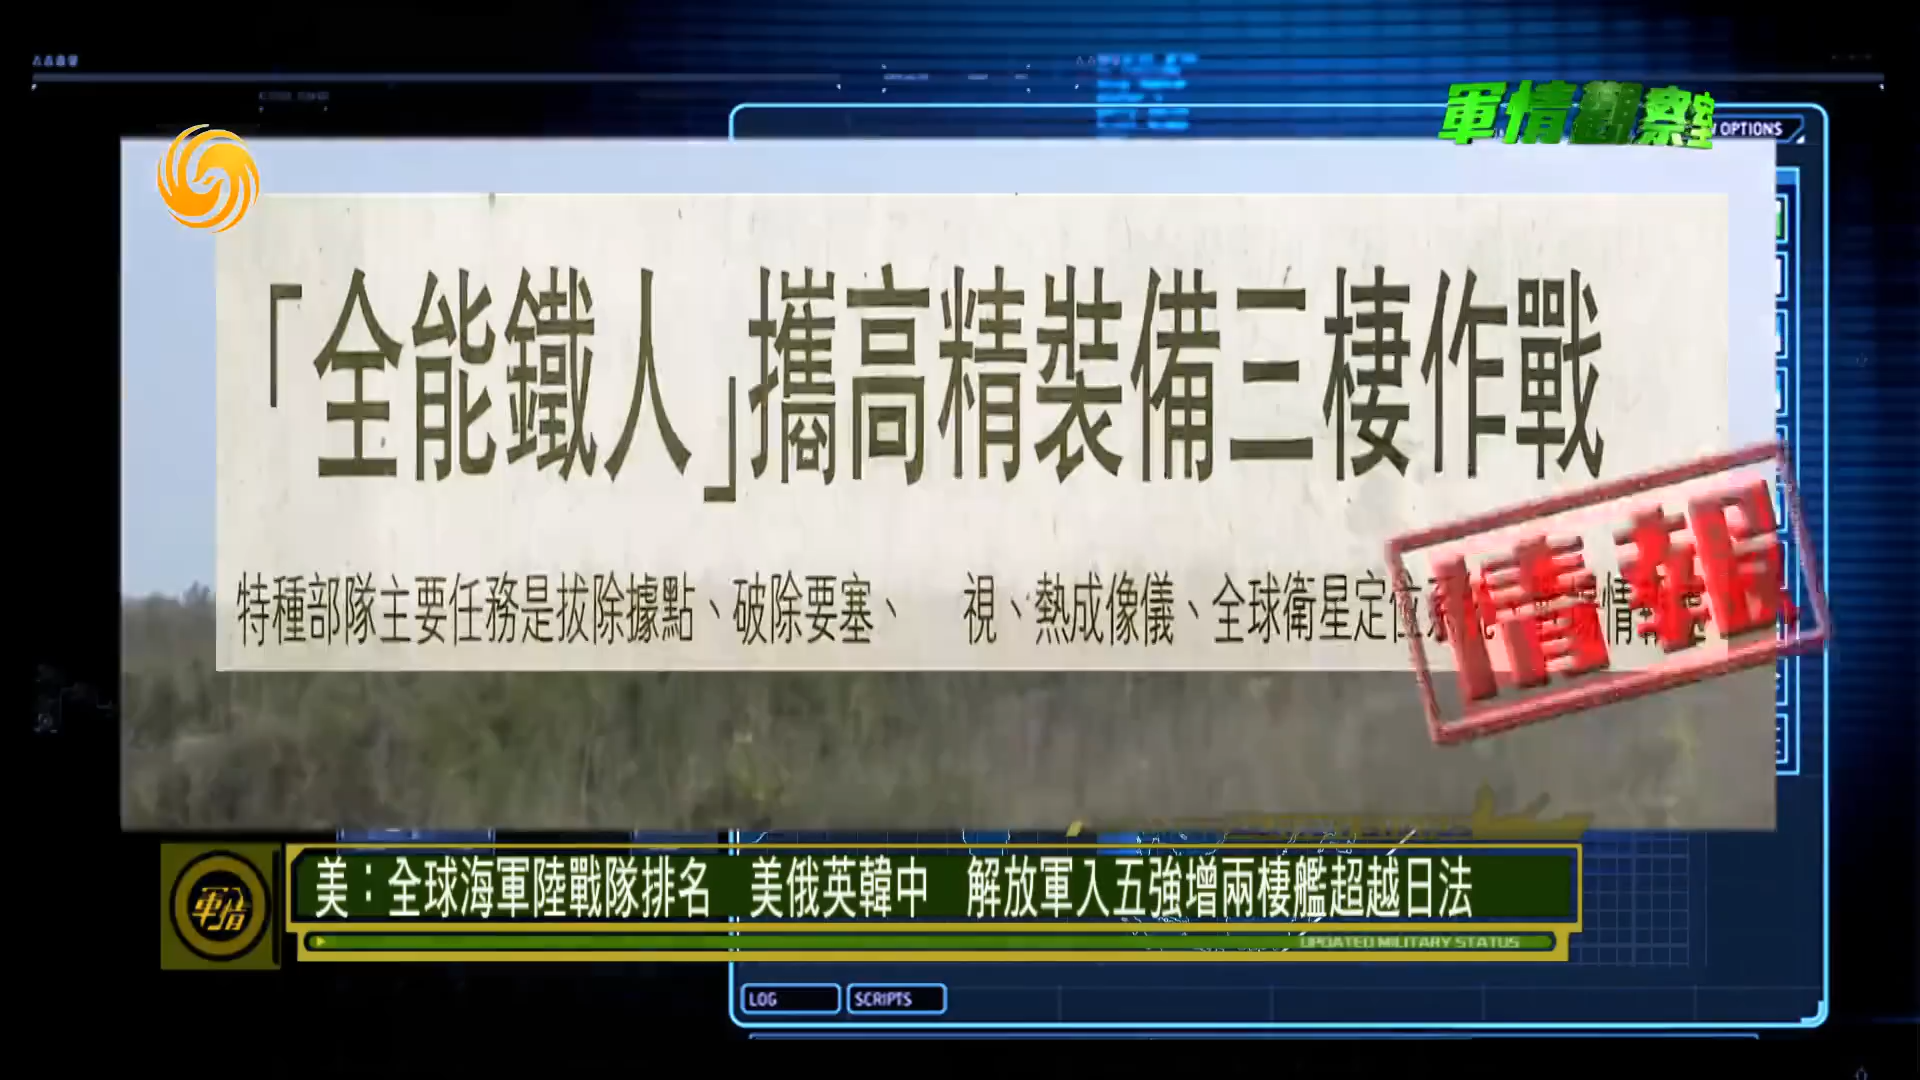 軍情觀察室
OPTIONS
「全能鐵人」攜高精裝備三棲作戰
特種部隊主要任務是拔除據點、破除要塞、 視、熱成像儀、全球衛星定位
情報
美：全球海軍陸戰隊排名 美俄英韓中 解放軍入五強增兩棲艦超越日法
軍情
UPDATED MILITARY STATUS
LOG
SCRIPTS